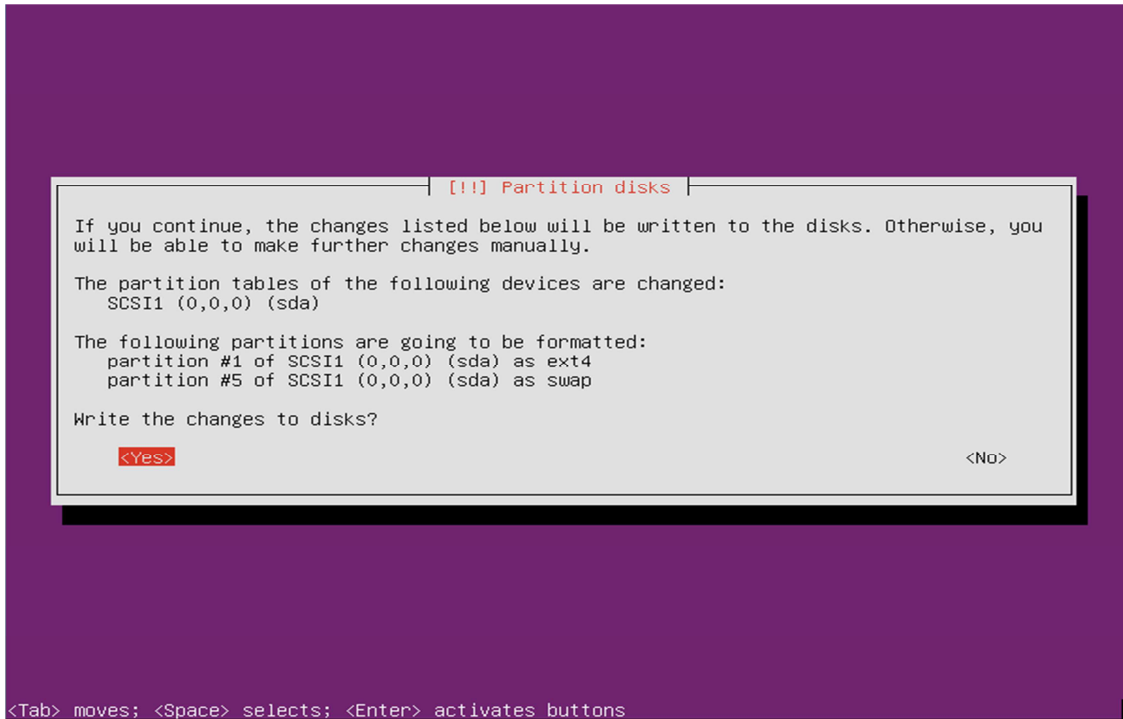 [!!] Partition disks
If you continue, the changes listed below will be written to the disks. Otherwise, you
will be able to make further changes manually.
The partition tables of the following devices are changed:
SCSI1 (0,0,0) (sda)
The following partitions are going to be formatted:
partition #1 of SCSI1 (0,0,0) (sda) as ext4
partition #5 of SCSI1 (0,0,0) (sda) as swap
Write the changes to disks?
<Yes> <No>
<Tab> moves; <Space> selects; <Enter> activates buttons